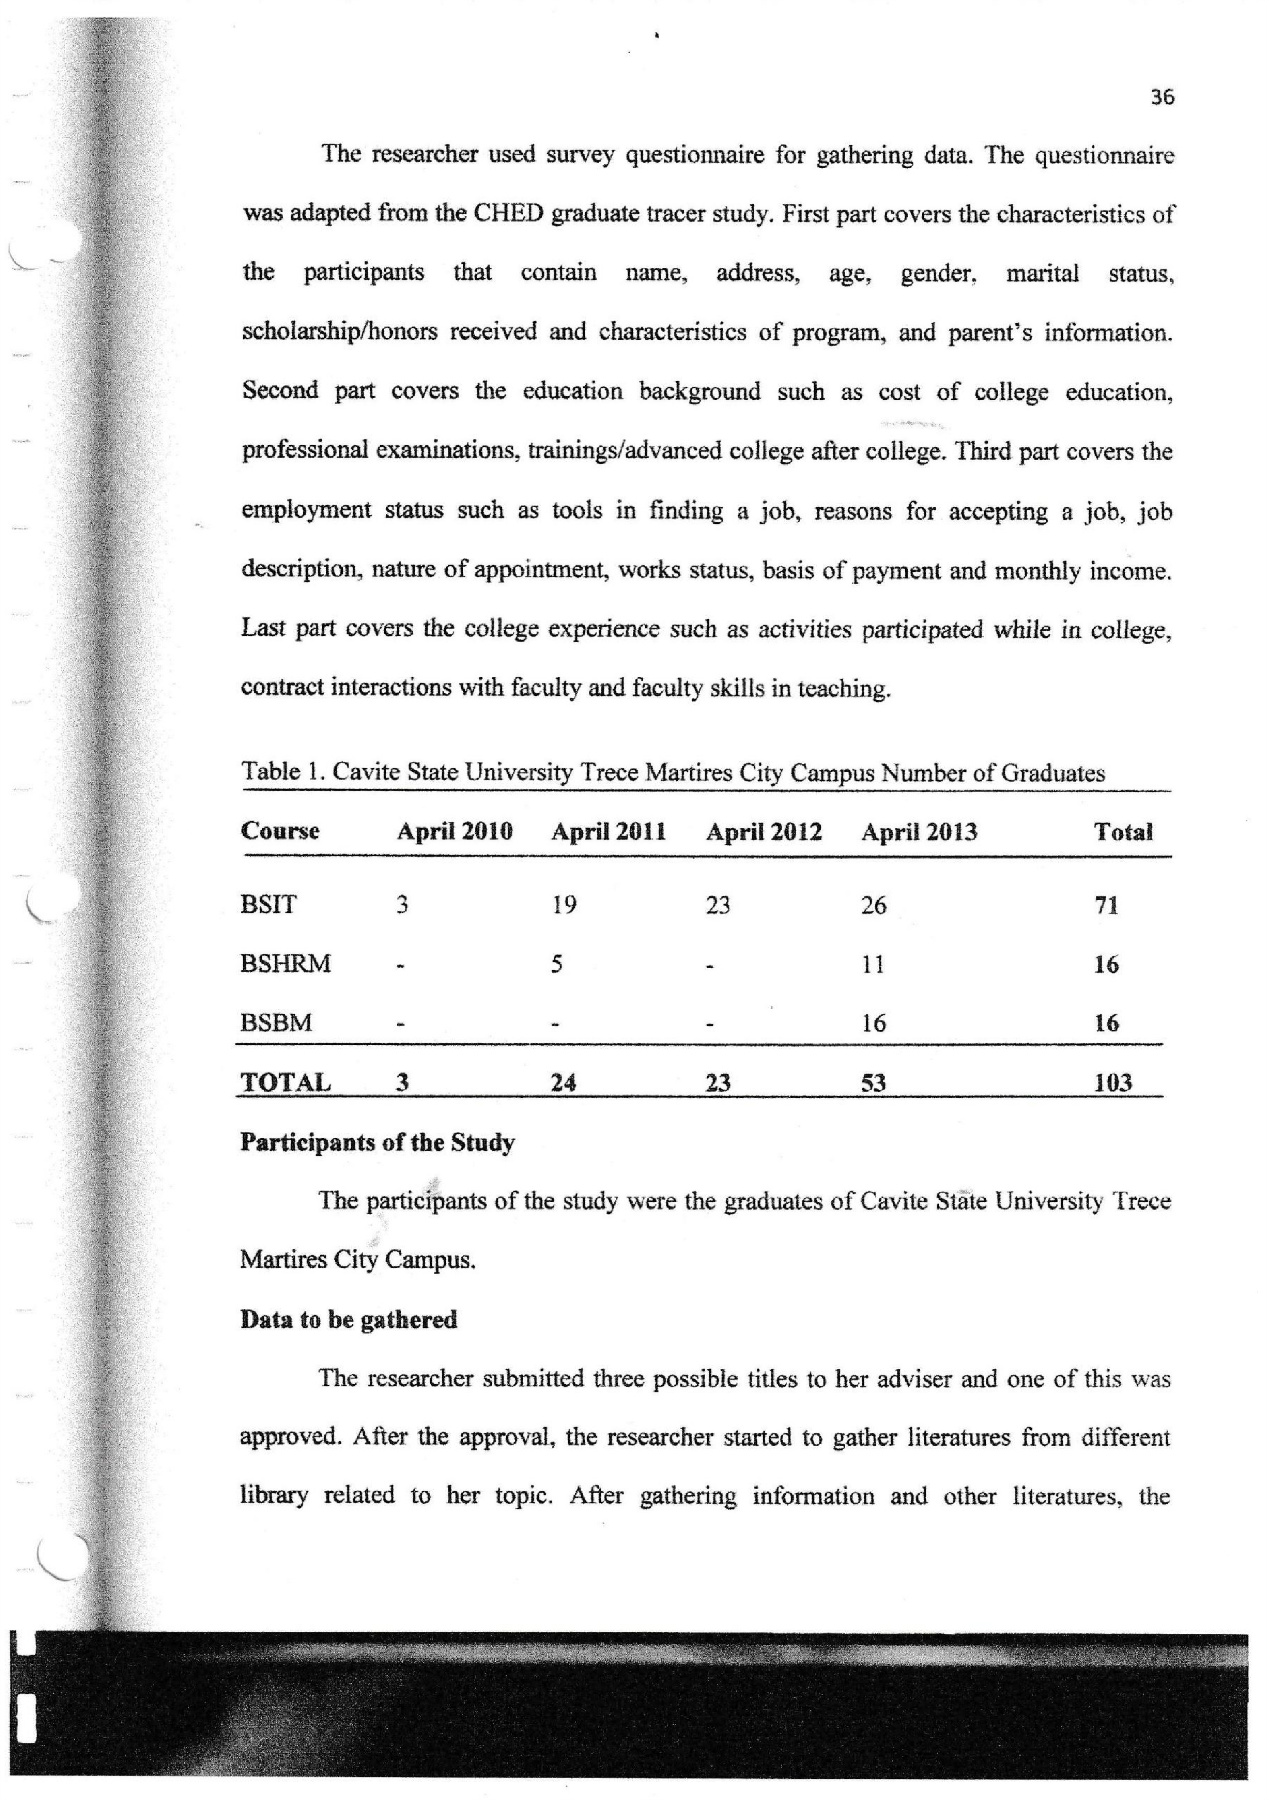 36
The researcher used survey questionnaire for gathering data. The questionnaire
was adapted from the CHED graduate tracer study. First part covers the characteristics of
the participants that contain name, address, age, gender, marital status,
scholarship/honors received and characteristics of program, and parent's information.
Second part covers the education background such as cost of college education,
professional examinations, trainings/advanced college after college. Third part covers the
employment status such as tools in finding a job, reasons for accepting a job, job
description, nature of appointment, works status, basis of payment and monthly income.
Last part covers the college experience such as activities participated while in college,
contract interactions with faculty and faculty skills in teaching.
Table 1. Cavite State University Trece Martires City Campus Number of Graduates
Course April 2010 April 2011 April 2012 April 2013 Total
BSIT 3 19 23 26 71
BSHRM - 5 - 11 16
BSBM - - - 16 16
TOTAL 3 24 23 53 103
Participants of the Study
The participants of the study were the graduates of Cavite State University Trece
Martires City Campus.
Data to be gathered
The researcher submitted three possible titles to her adviser and one of this was
approved. After the approval, the researcher started to gather literatures from different
library related to her topic. After gathering information and other literatures, the